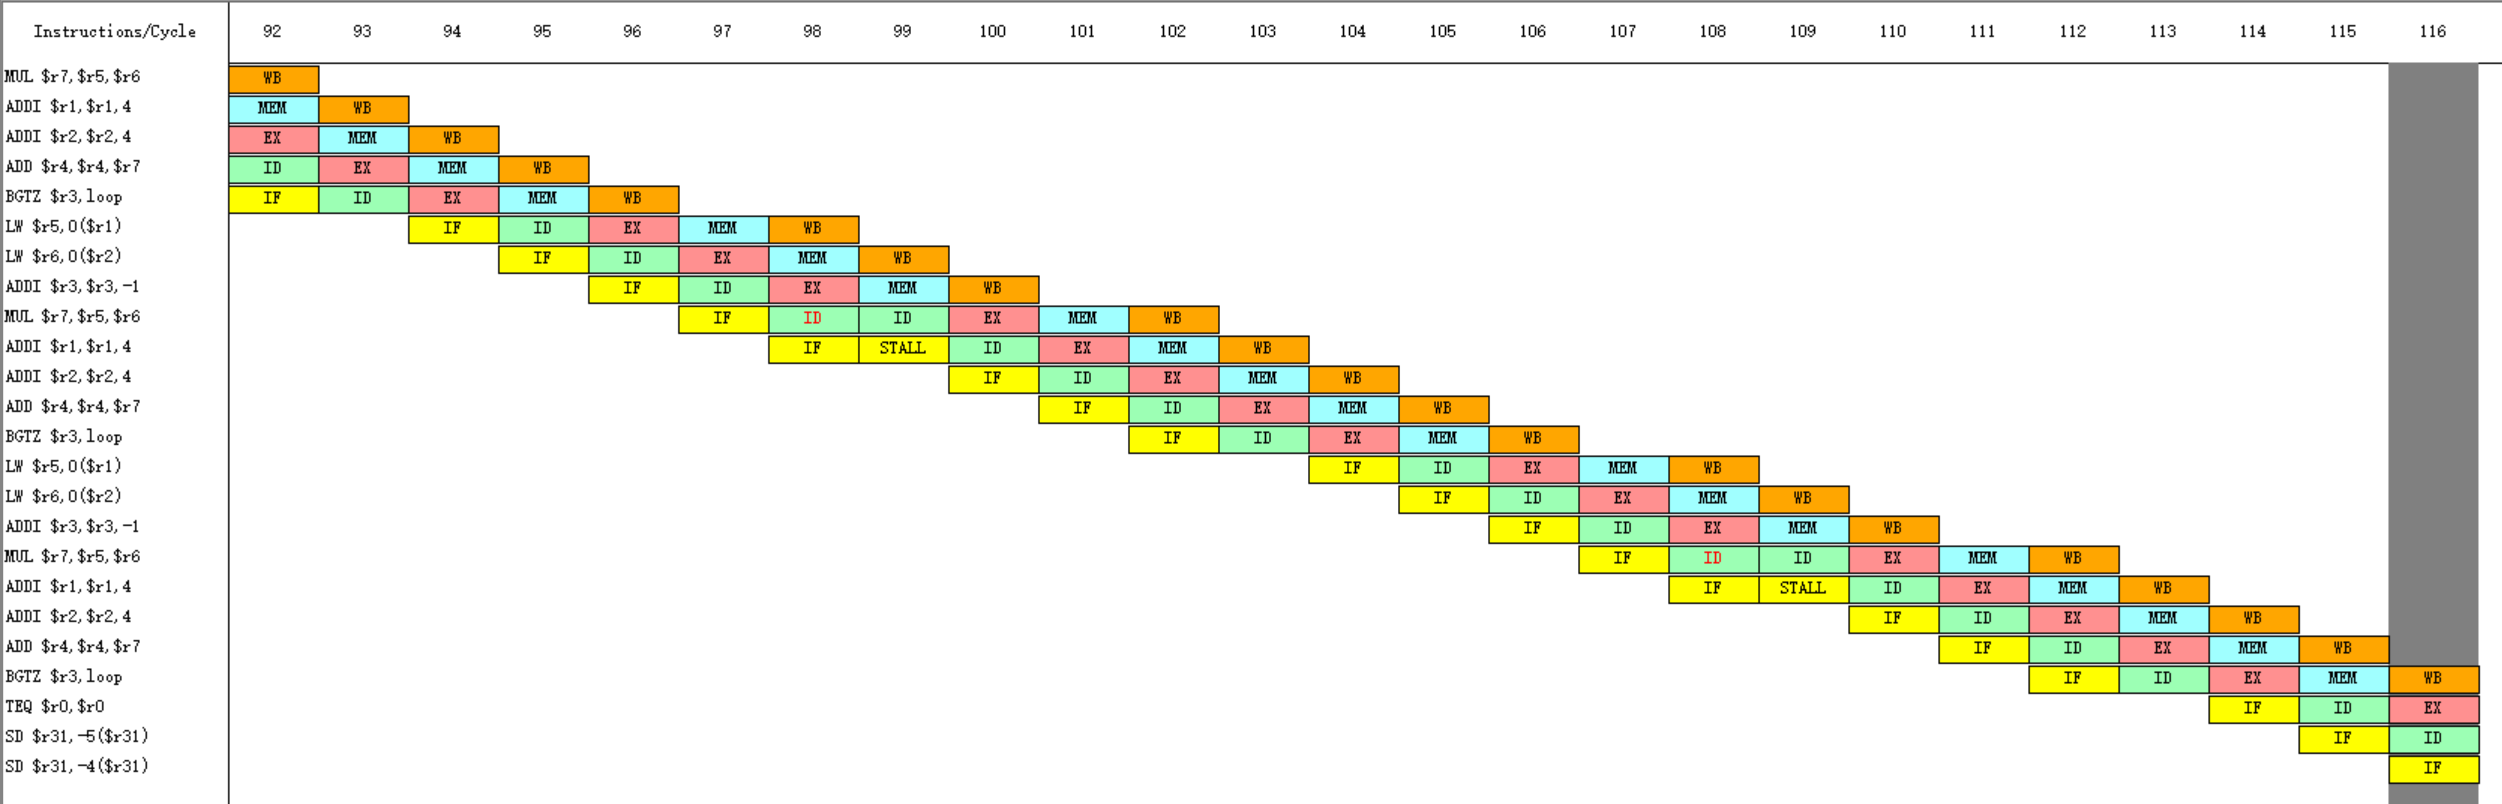 Instructions/Cycle 92 93 94 95 96 97 98 99 100 101 102 103 104 105 106 107 108 109 110 111 112 113 114 115 116
MUL $r7,$r5,$r6 WB
ADDI $r1,$r1,4 MEM WB
ADDI $r2,$r2,4 EX MEM WB
ADD $r4,$r4,$r7 ID EX MEM WB
BGTZ $r3,loop IF ID EX MEM WB
LW $r5,0($r1) IF ID EX MEM WB
LW $r6,0($r2) IF ID EX MEM WB
ADDI $r3,$r3,-1 IF ID EX MEM WB
MUL $r7,$r5,$r6 IF ID ID EX MEM WB
ADDI $r1,$r1,4 IF STALL ID EX MEM WB
ADDI $r2,$r2,4 IF ID EX MEM WB
ADD $r4,$r4,$r7 IF ID EX MEM WB
BGTZ $r3,loop IF ID EX MEM WB
LW $r5,0($r1) IF ID EX MEM WB
LW $r6,0($r2) IF ID EX MEM WB
ADDI $r3,$r3,-1 IF ID EX MEM WB
MUL $r7,$r5,$r6 IF ID ID EX MEM WB
ADDI $r1,$r1,4 IF STALL ID EX MEM WB
ADDI $r2,$r2,4 IF ID EX MEM WB
ADD $r4,$r4,$r7 IF ID EX MEM WB
BGTZ $r3,loop IF ID EX MEM WB
TEQ $r0,$r0 IF ID EX
SD $r31,-5($r31) IF ID
SD $r31,-4($r31) IF